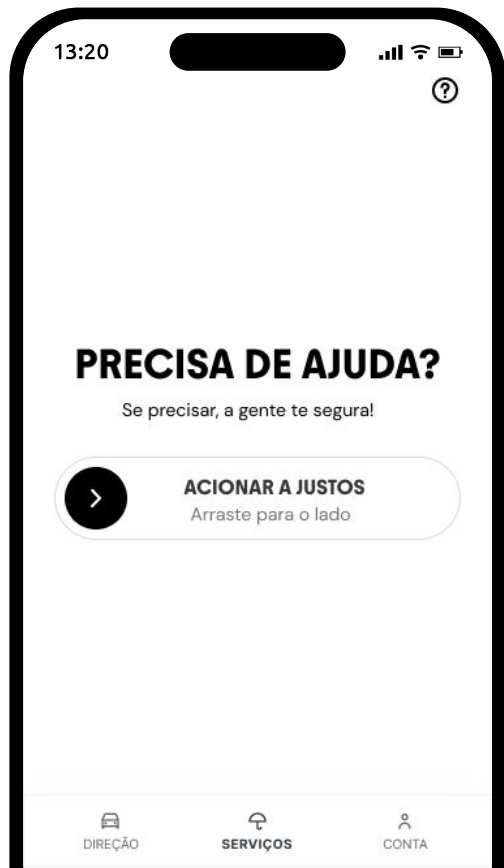 13:20
PRECISA DE AJUDA?
Se precisar, a gente te segura!
ACIONAR A JUSTOS
Arraste para o lado
DIREÇÃO SERVIÇOS CONTA